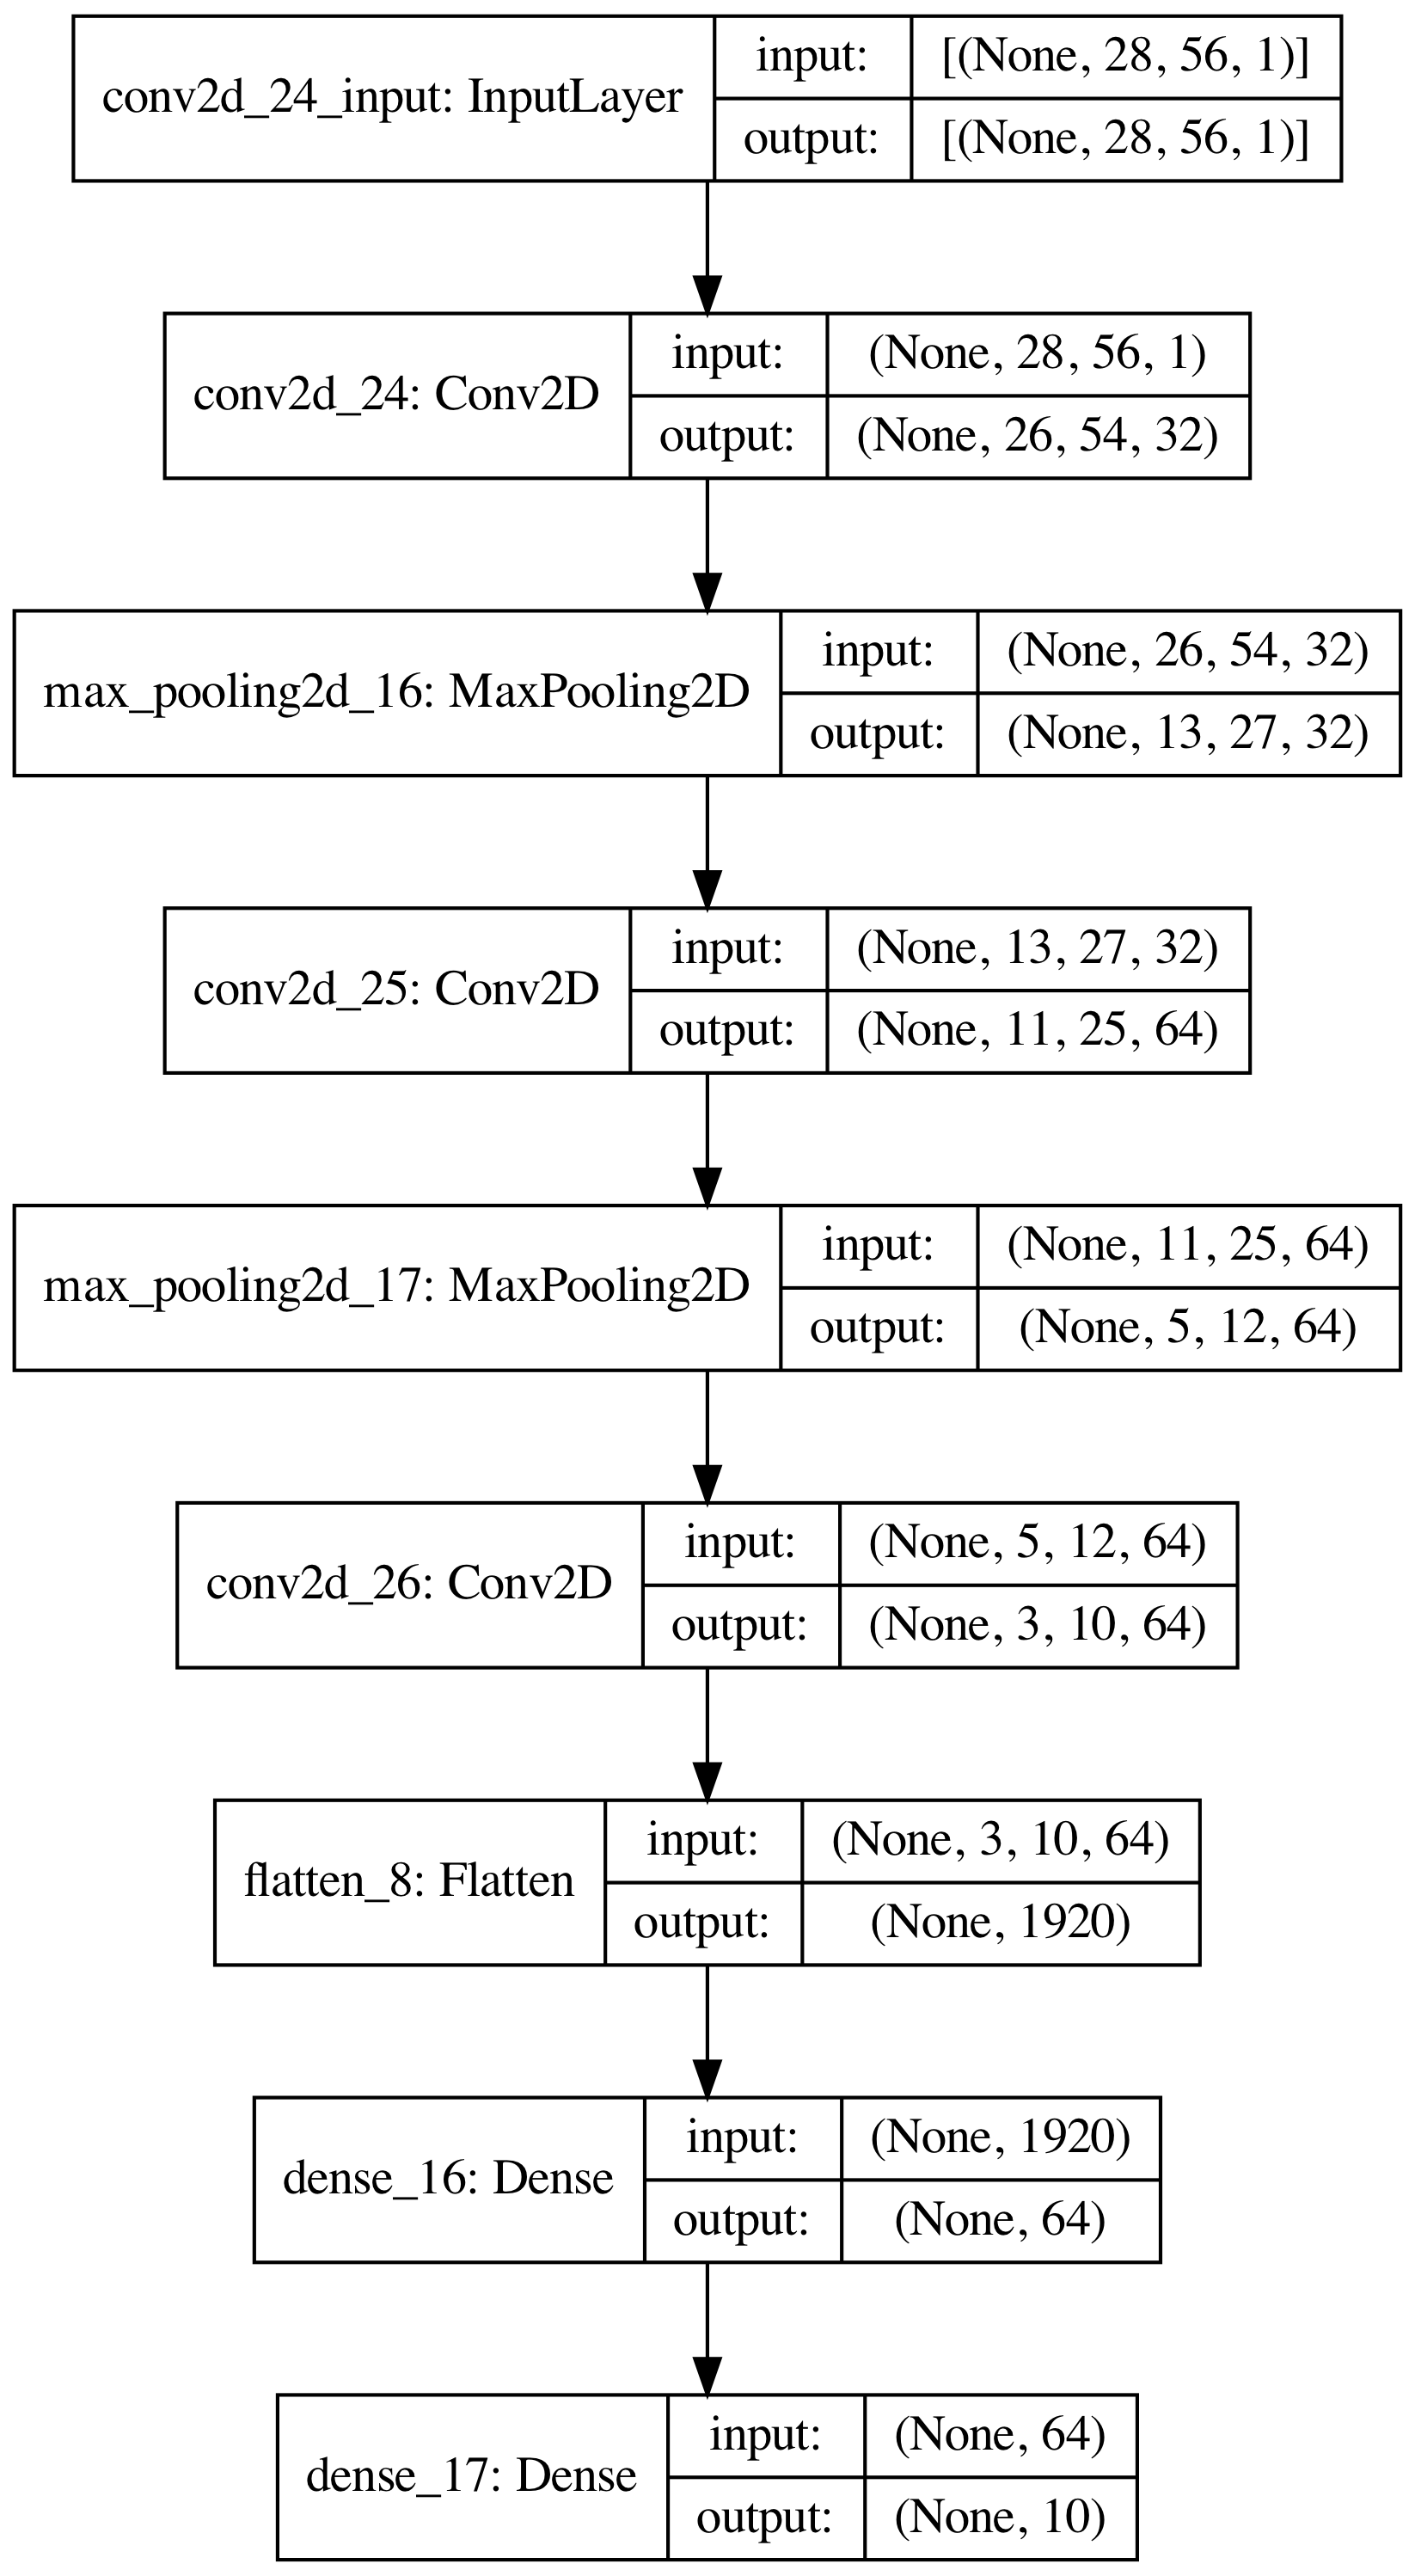 conv2d_24_input: InputLayer
input: [(None, 28, 56, 1)]
output: [(None, 28, 56, 1)]
conv2d_24: Conv2D
input: (None, 28, 56, 1)
output: (None, 26, 54, 32)
max_pooling2d_16: MaxPooling2D
input: (None, 26, 54, 32)
output: (None, 13, 27, 32)
conv2d_25: Conv2D
input: (None, 13, 27, 32)
output: (None, 11, 25, 64)
max_pooling2d_17: MaxPooling2D
input: (None, 11, 25, 64)
output: (None, 5, 12, 64)
conv2d_26: Conv2D
input: (None, 5, 12, 64)
output: (None, 3, 10, 64)
flatten_8: Flatten
input: (None, 3, 10, 64)
output: (None, 1920)
dense_16: Dense
input: (None, 1920)
output: (None, 64)
dense_17: Dense
input: (None, 64)
output: (None, 10)